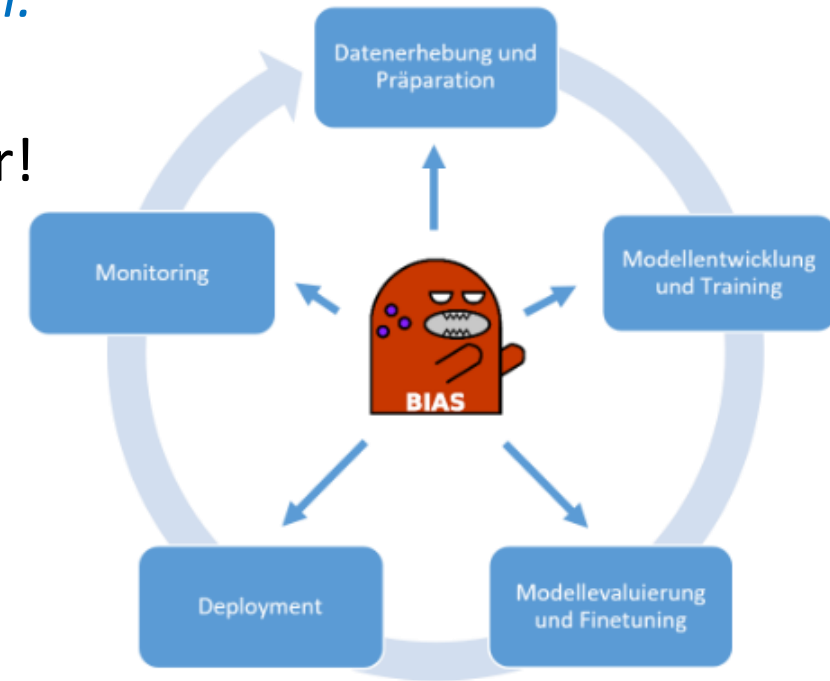 Datenerhebung und
Präparation
r!
Monitoring
Modellentwicklung
und Training
BIAS
Deployment
Modellevaluierung
und Finetuning